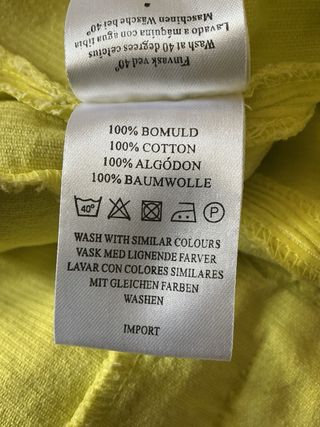 Finvask ved 40°
Wash at 40 degrees celcius
Lavado a máquina con agua tibia
Maschinen Wäsche bei 40°
100% BOMULD
100% COTTON
100% ALGÓDON
100% BAUMWOLLE
40° P
WASH WITH SIMILAR COLOURS
VASK MED LIGNENDE FARVER
LAVAR CON COLORES SIMILARES
MIT GLEICHEN FARBEN
WASHEN
IMPORT